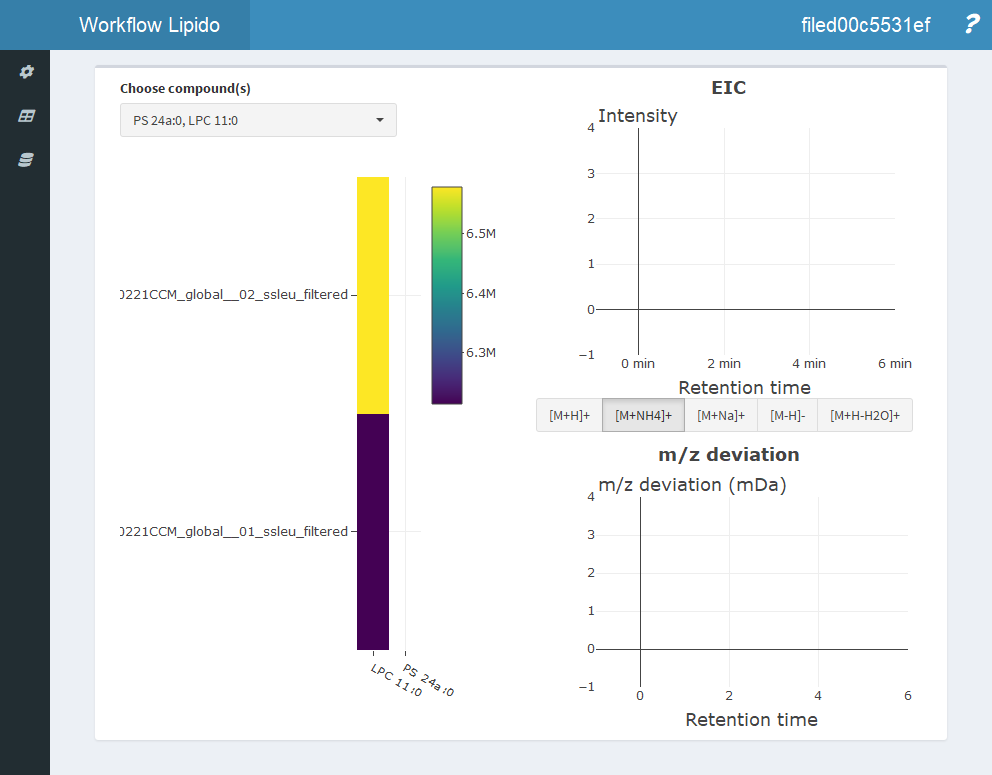 Workflow Lipido
filed00c5531ef
?
Choose compound(s)
PS 24a:0, LPC 11:0
6.5M
6.4M
6.3M
0221CCM_global__02_ssleu_filtered
0221CCM_global__01_ssleu_filtered
LPC 11:0
PS 24a:0
EIC
Intensity
4
3
2
1
0
−1
0 min
2 min
4 min
6 min
Retention time
[M+H]+
[M+NH4]+
[M+Na]+
[M-H]-
[M+H-H2O]+
m/z deviation
m/z deviation (mDa)
4
3
2
1
0
−1
0
2
4
6
Retention time